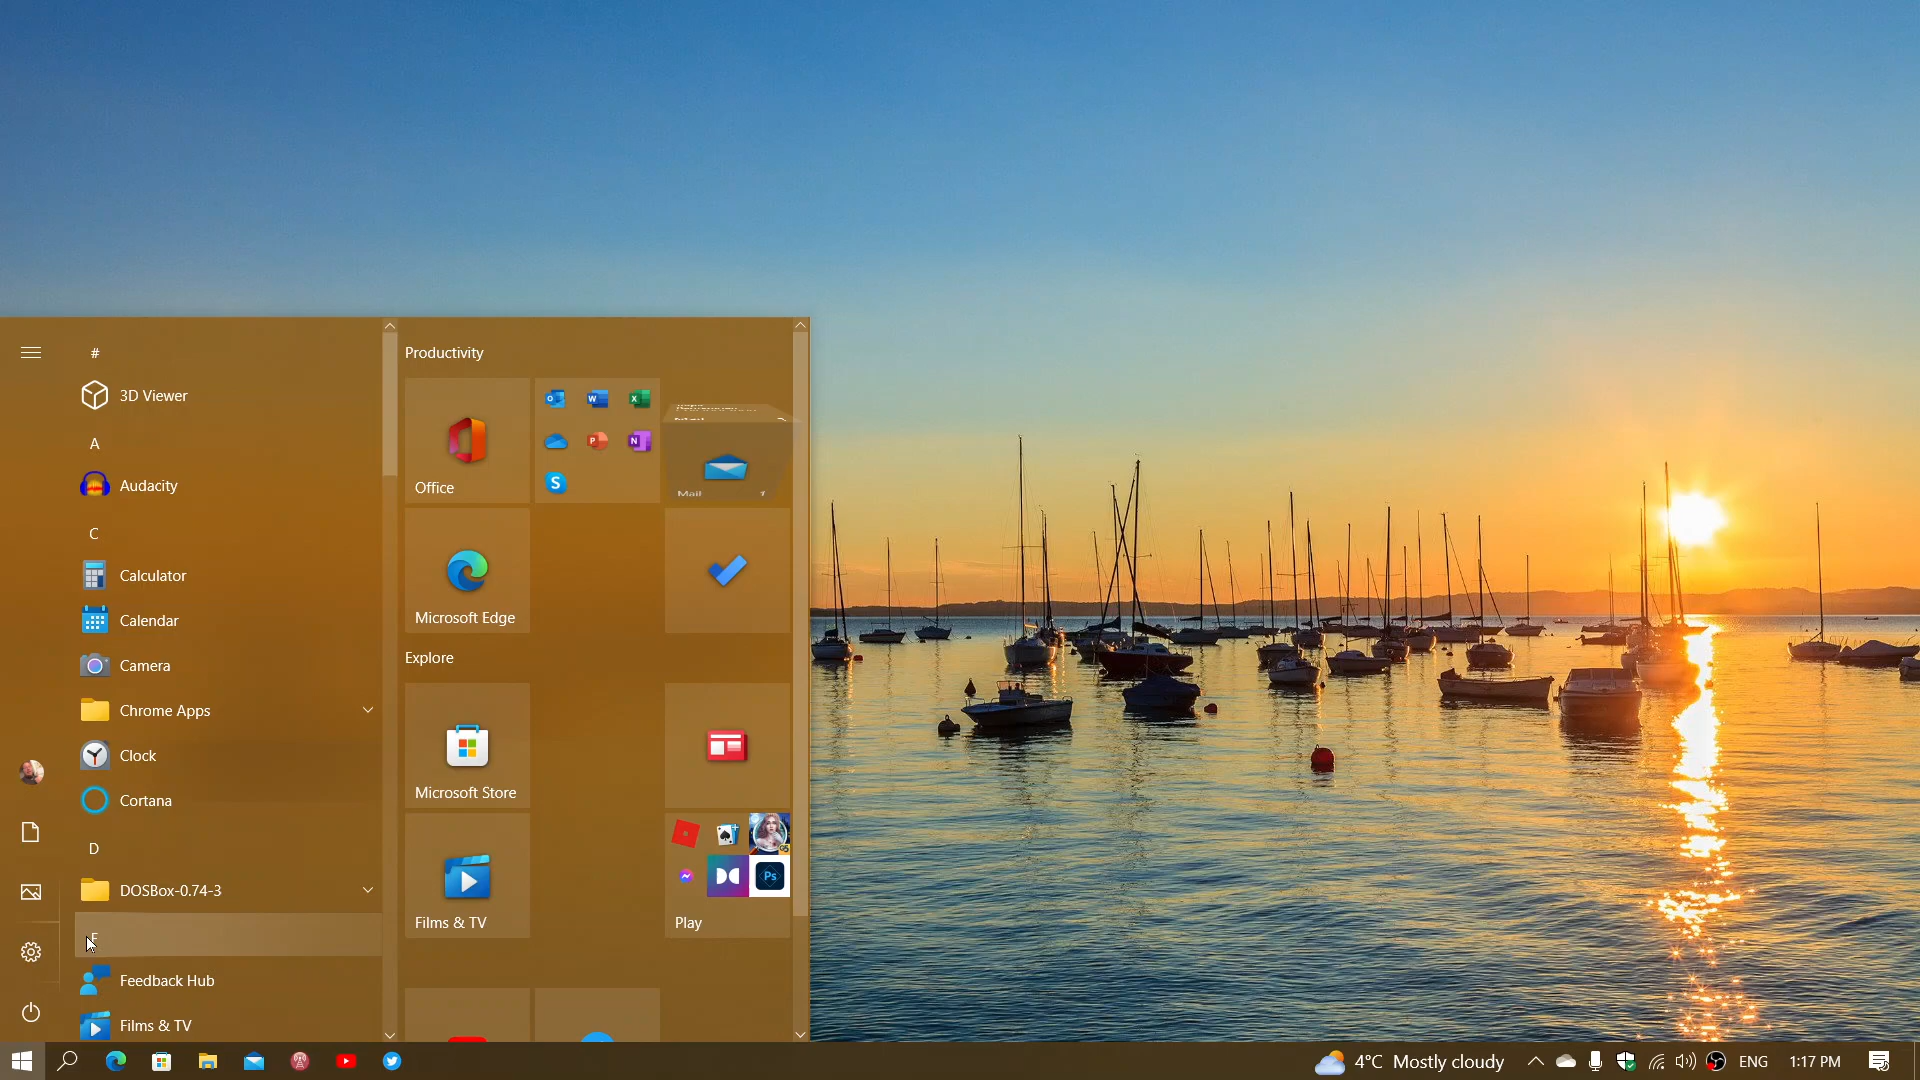 #
3D Viewer
A
Audacity
C
Calculator
Calendar
Camera
Chrome Apps
Clock
Cortana
D
DOSBox-0.74-3
F
Feedback Hub
Films & TV
Productivity
Office
Mail
Microsoft Edge
Explore
Microsoft Store
Films & TV
Play
4°C Mostly cloudy
ENG
1:17 PM